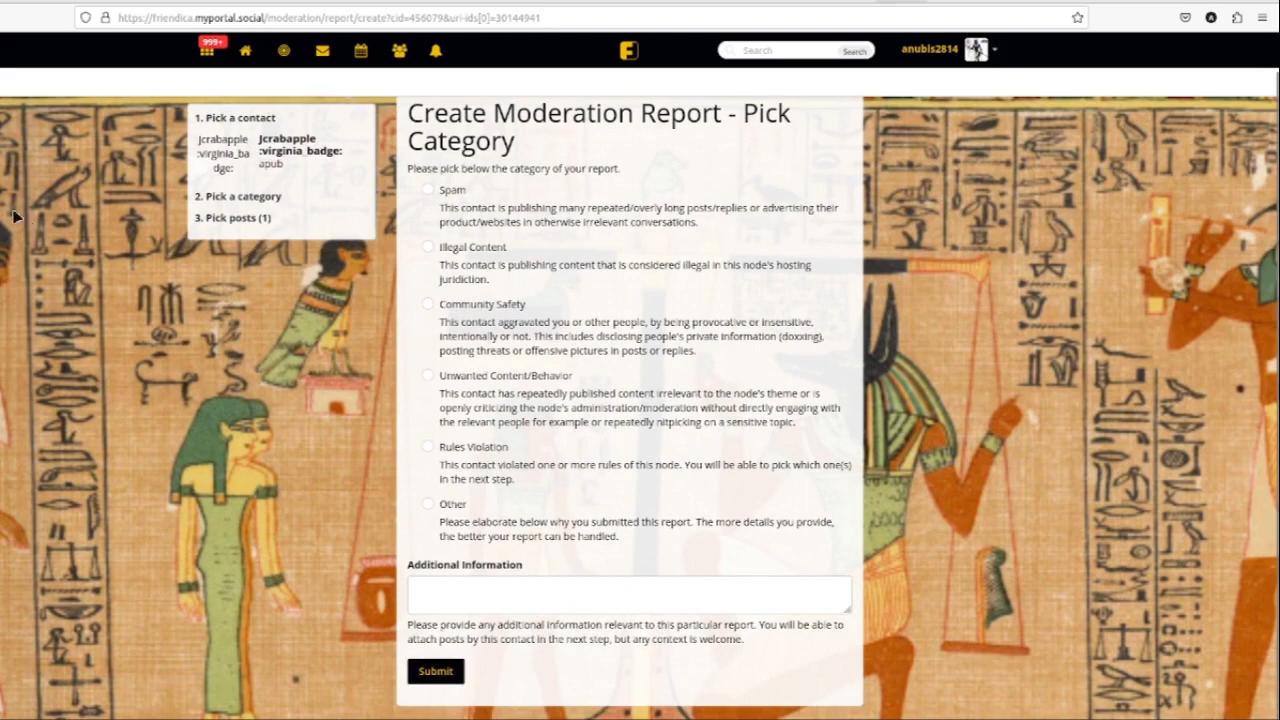 https://friendica.myportal.social/moderation/report/create?cid=456079&uri-ids[0]=30144941
999+
F
Search
Search
anubis2814
1. Pick a contact
Jcrabapple
:virginia_ba
dge:
Jcrabapple
:virginia_badge:
apub
2. Pick a category
3. Pick posts (1)
Create Moderation Report - Pick
Category
Please pick below the category of your report.
Spam
This contact is publishing many repeated/overly long posts/replies or advertising their
product/websites in otherwise irrelevant conversations.
Illegal Content
This contact is publishing content that is considered illegal in this node's hosting
juridiction.
Community Safety
This contact aggravated you or other people, by being provocative or insensitive,
intentionally or not. This includes disclosing people's private information (doxxing),
posting threats or offensive pictures in posts or replies.
Unwanted Content/Behavior
This contact has repeatedly published content irrelevant to the node's theme or is
openly criticizing the node's administration/moderation without directly engaging with
the relevant people for example or repeatedly nitpicking on a sensitive topic.
Rules Violation
This contact violated one or more rules of this node. You will be able to pick which one(s)
in the next step.
Other
Please elaborate below why you submitted this report. The more details you provide,
the better your report can be handled.
Additional Information
Please provide any additional information relevant to this particular report. You will be able to
attach posts by this contact in the next step, but any context is welcome.
Submit